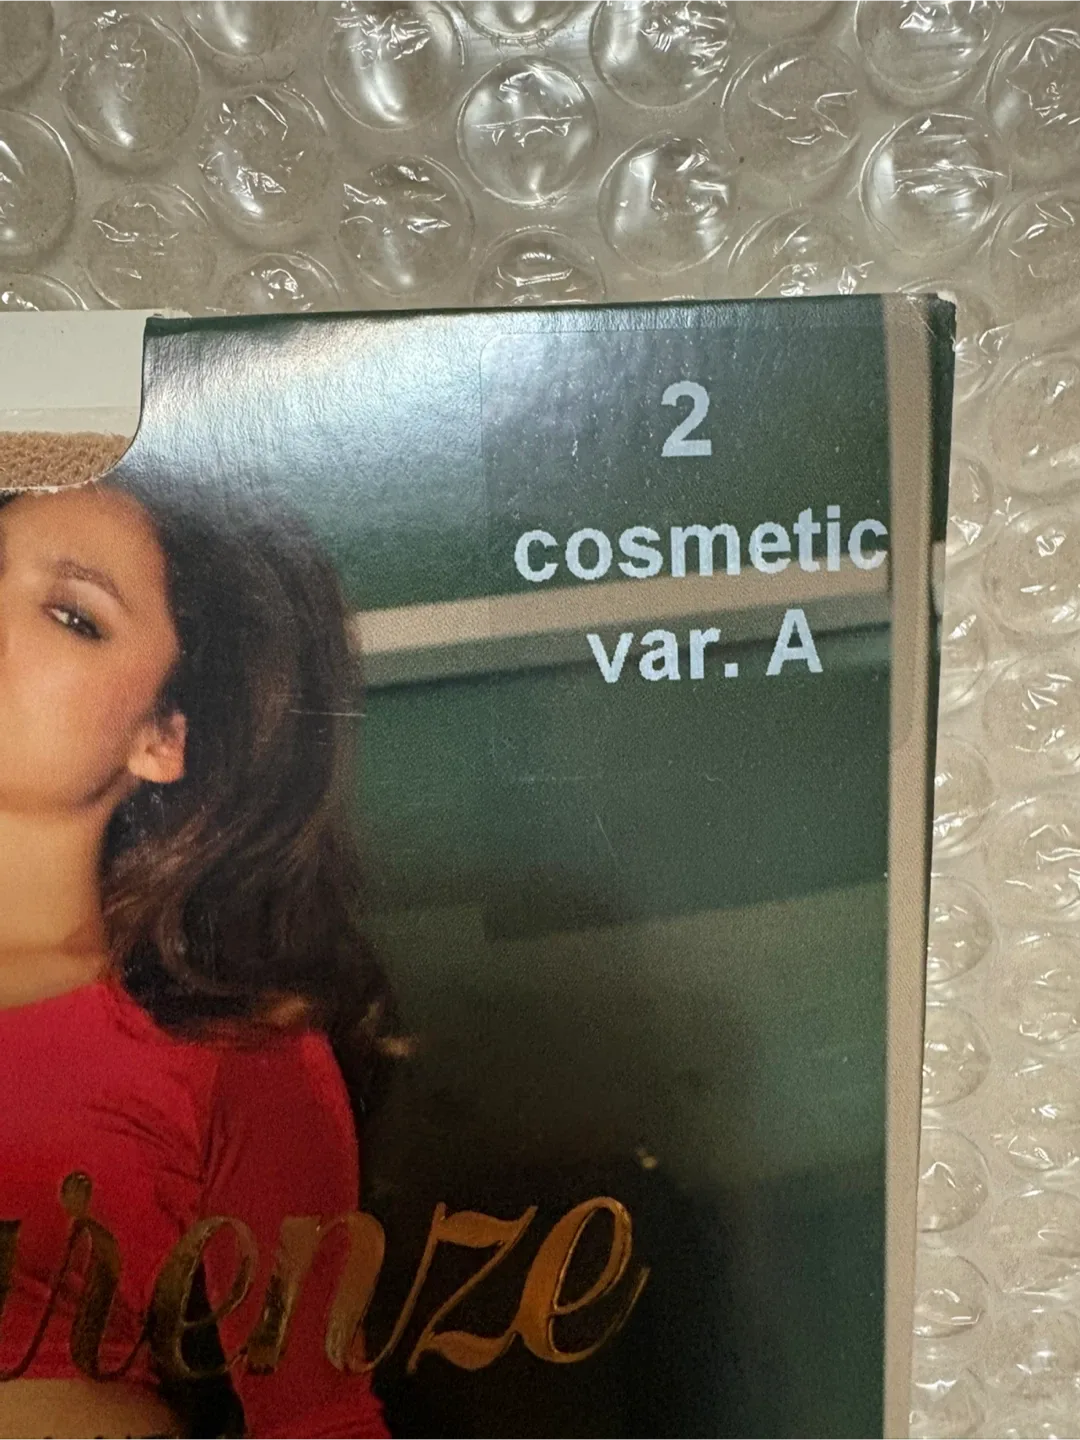 2
cosmetic
var. A